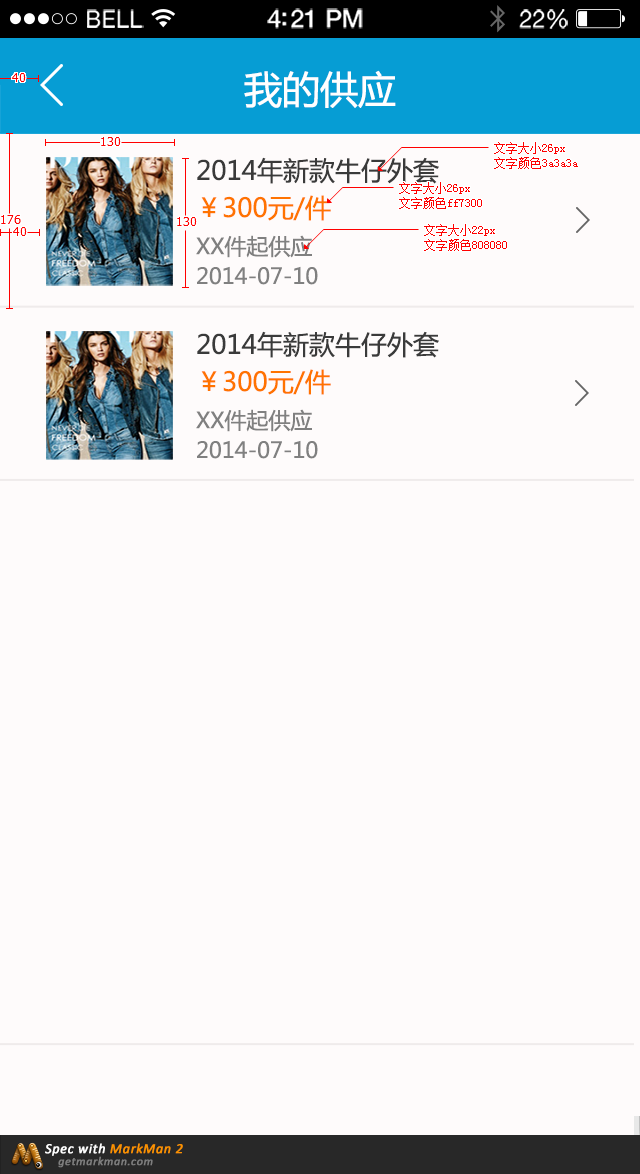 BELL 4:21 PM 22%
40
我的供应
130
2014年新款牛仔外套
文字大小26px
文字颜色3a3a3a
¥300元/件
文字大小26px
文字颜色ff7300
176
130
40
XX件起供应
文字大小22px
文字颜色808080
2014-07-10
FREEDOM
CLASSIC
2014年新款牛仔外套
¥300元/件
XX件起供应
2014-07-10
FREEDOM
CLASSIC
Spec with MarkMan 2
getmarkman.com